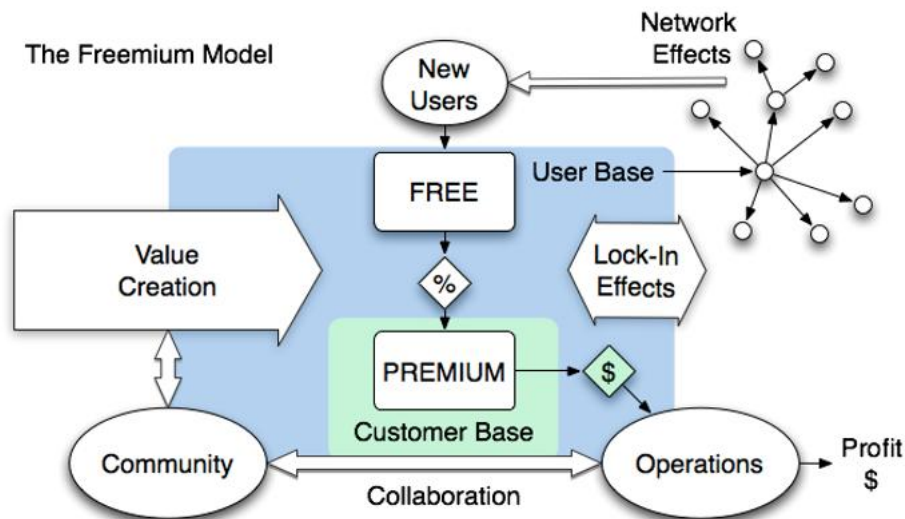 The Freemium Model
New
Users
Network
Effects
FREE
User Base
Value
Creation
%
Lock-In
Effects
PREMIUM
$
Customer Base
Community
Operations
Profit
$
Collaboration